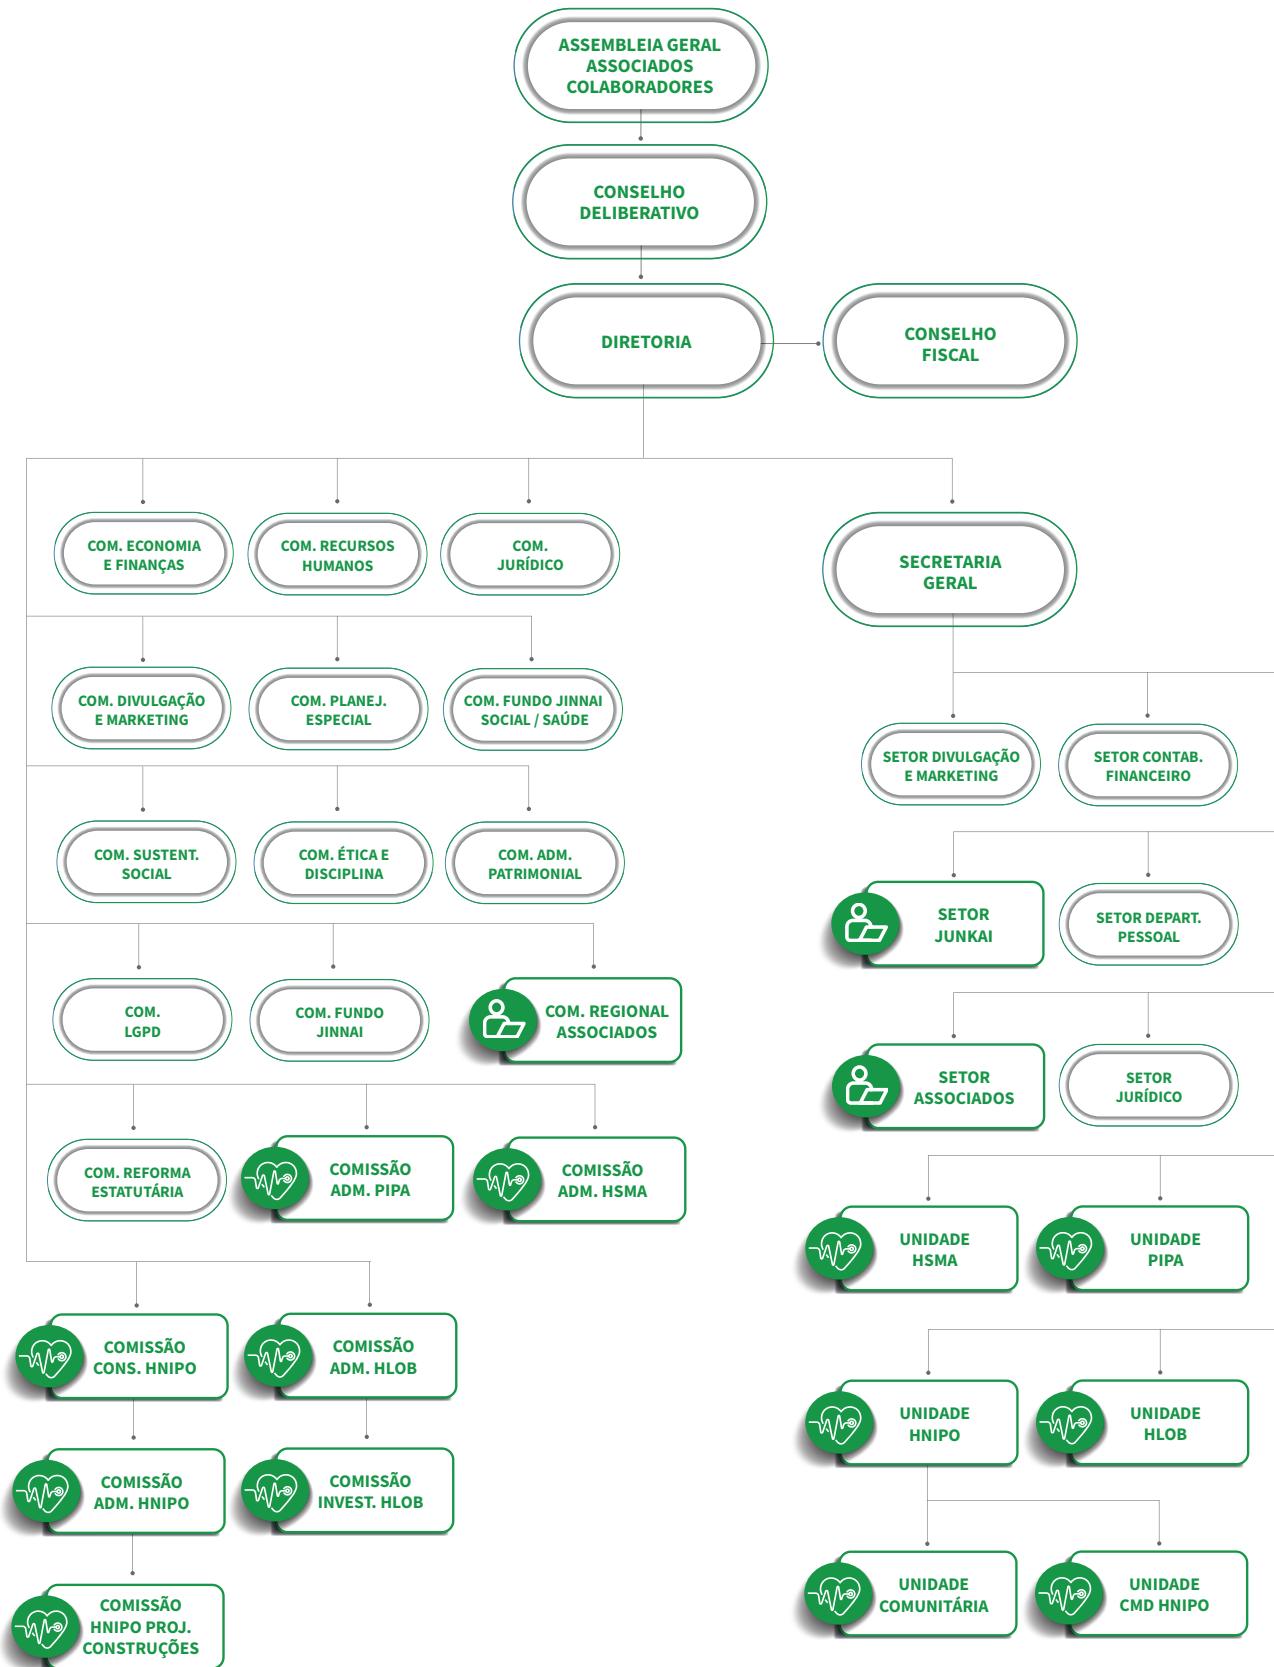 ASSEMBLEIA GERAL
ASSOCIADOS
COLABORADORES
CONSELHO
DELIBERATIVO
DIRETORIA
CONSELHO
FISCAL
COM. ECONOMIA
E FINANÇAS
COM. RECURSOS
HUMANOS
COM.
JURÍDICO
SECRETARIA
GERAL
COM. DIVULGAÇÃO
E MARKETING
COM. PLANEJ.
ESPECIAL
COM. FUNDO JINNAI
SOCIAL / SAÚDE
SETOR DIVULGAÇÃO
E MARKETING
SETOR CONTAB.
FINANCEIRO
COM. SUSTENT.
SOCIAL
COM. ÉTICA E
DISCIPLINA
COM. ADM.
PATRIMONIAL
SETOR
JUNKAI
SETOR DEPART.
PESSOAL
COM.
LGPD
COM. FUNDO
JINNAI
COM. REGIONAL
ASSOCIADOS
SETOR
ASSOCIADOS
SETOR
JURÍDICO
COM. REFORMA
ESTATUTÁRIA
COMISSÃO
ADM. PIPA
COMISSÃO
ADM. HSMA
UNIDADE
HSMA
UNIDADE
PIPA
COMISSÃO
CONS. HNIPO
COMISSÃO
ADM. HLOB
UNIDADE
HNIPO
UNIDADE
HLOB
COMISSÃO
ADM. HNIPO
COMISSÃO
INVEST. HLOB
UNIDADE
COMUNITÁRIA
UNIDADE
CMD HNIPO
COMISSÃO
HNIPO PROJ.
CONSTRUÇÕES